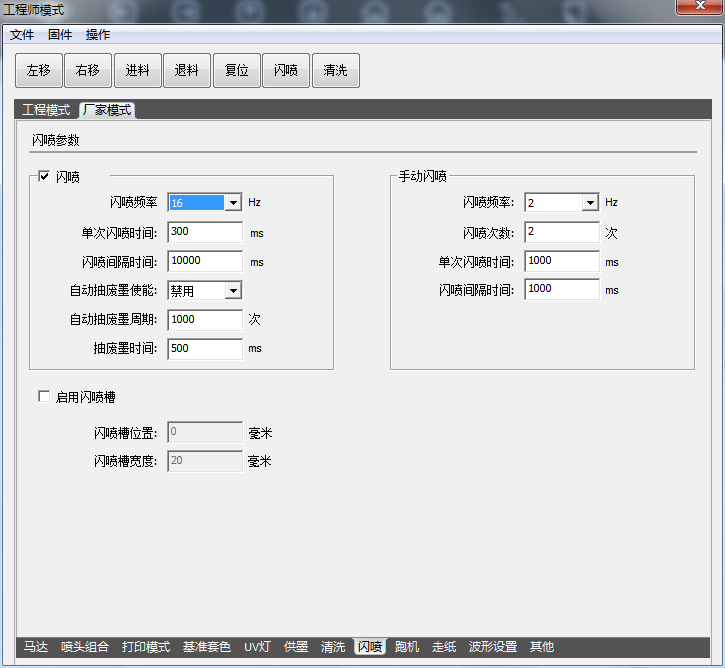 工程师模式
文件 固件 操作
左移 右移 进料 退料 复位 闪喷 清洗
工程模式 厂家模式
闪喷参数
闪喷
闪喷频率 16 Hz
单次闪喷时间: 300 ms
闪喷间隔时间: 10000 ms
自动抽废墨使能: 禁用
自动抽废墨周期: 1000 次
抽废墨时间: 500 ms
手动闪喷
闪喷频率: 2 Hz
闪喷次数: 2 次
单次闪喷时间: 1000 ms
闪喷间隔时间: 1000 ms
启用闪喷槽
闪喷槽位置: 0 毫米
闪喷槽宽度: 20 毫米
马达 喷头组合 打印模式 基准套色 UV灯 供墨 清洗 闪喷 跑机 走纸 波形设置 其他